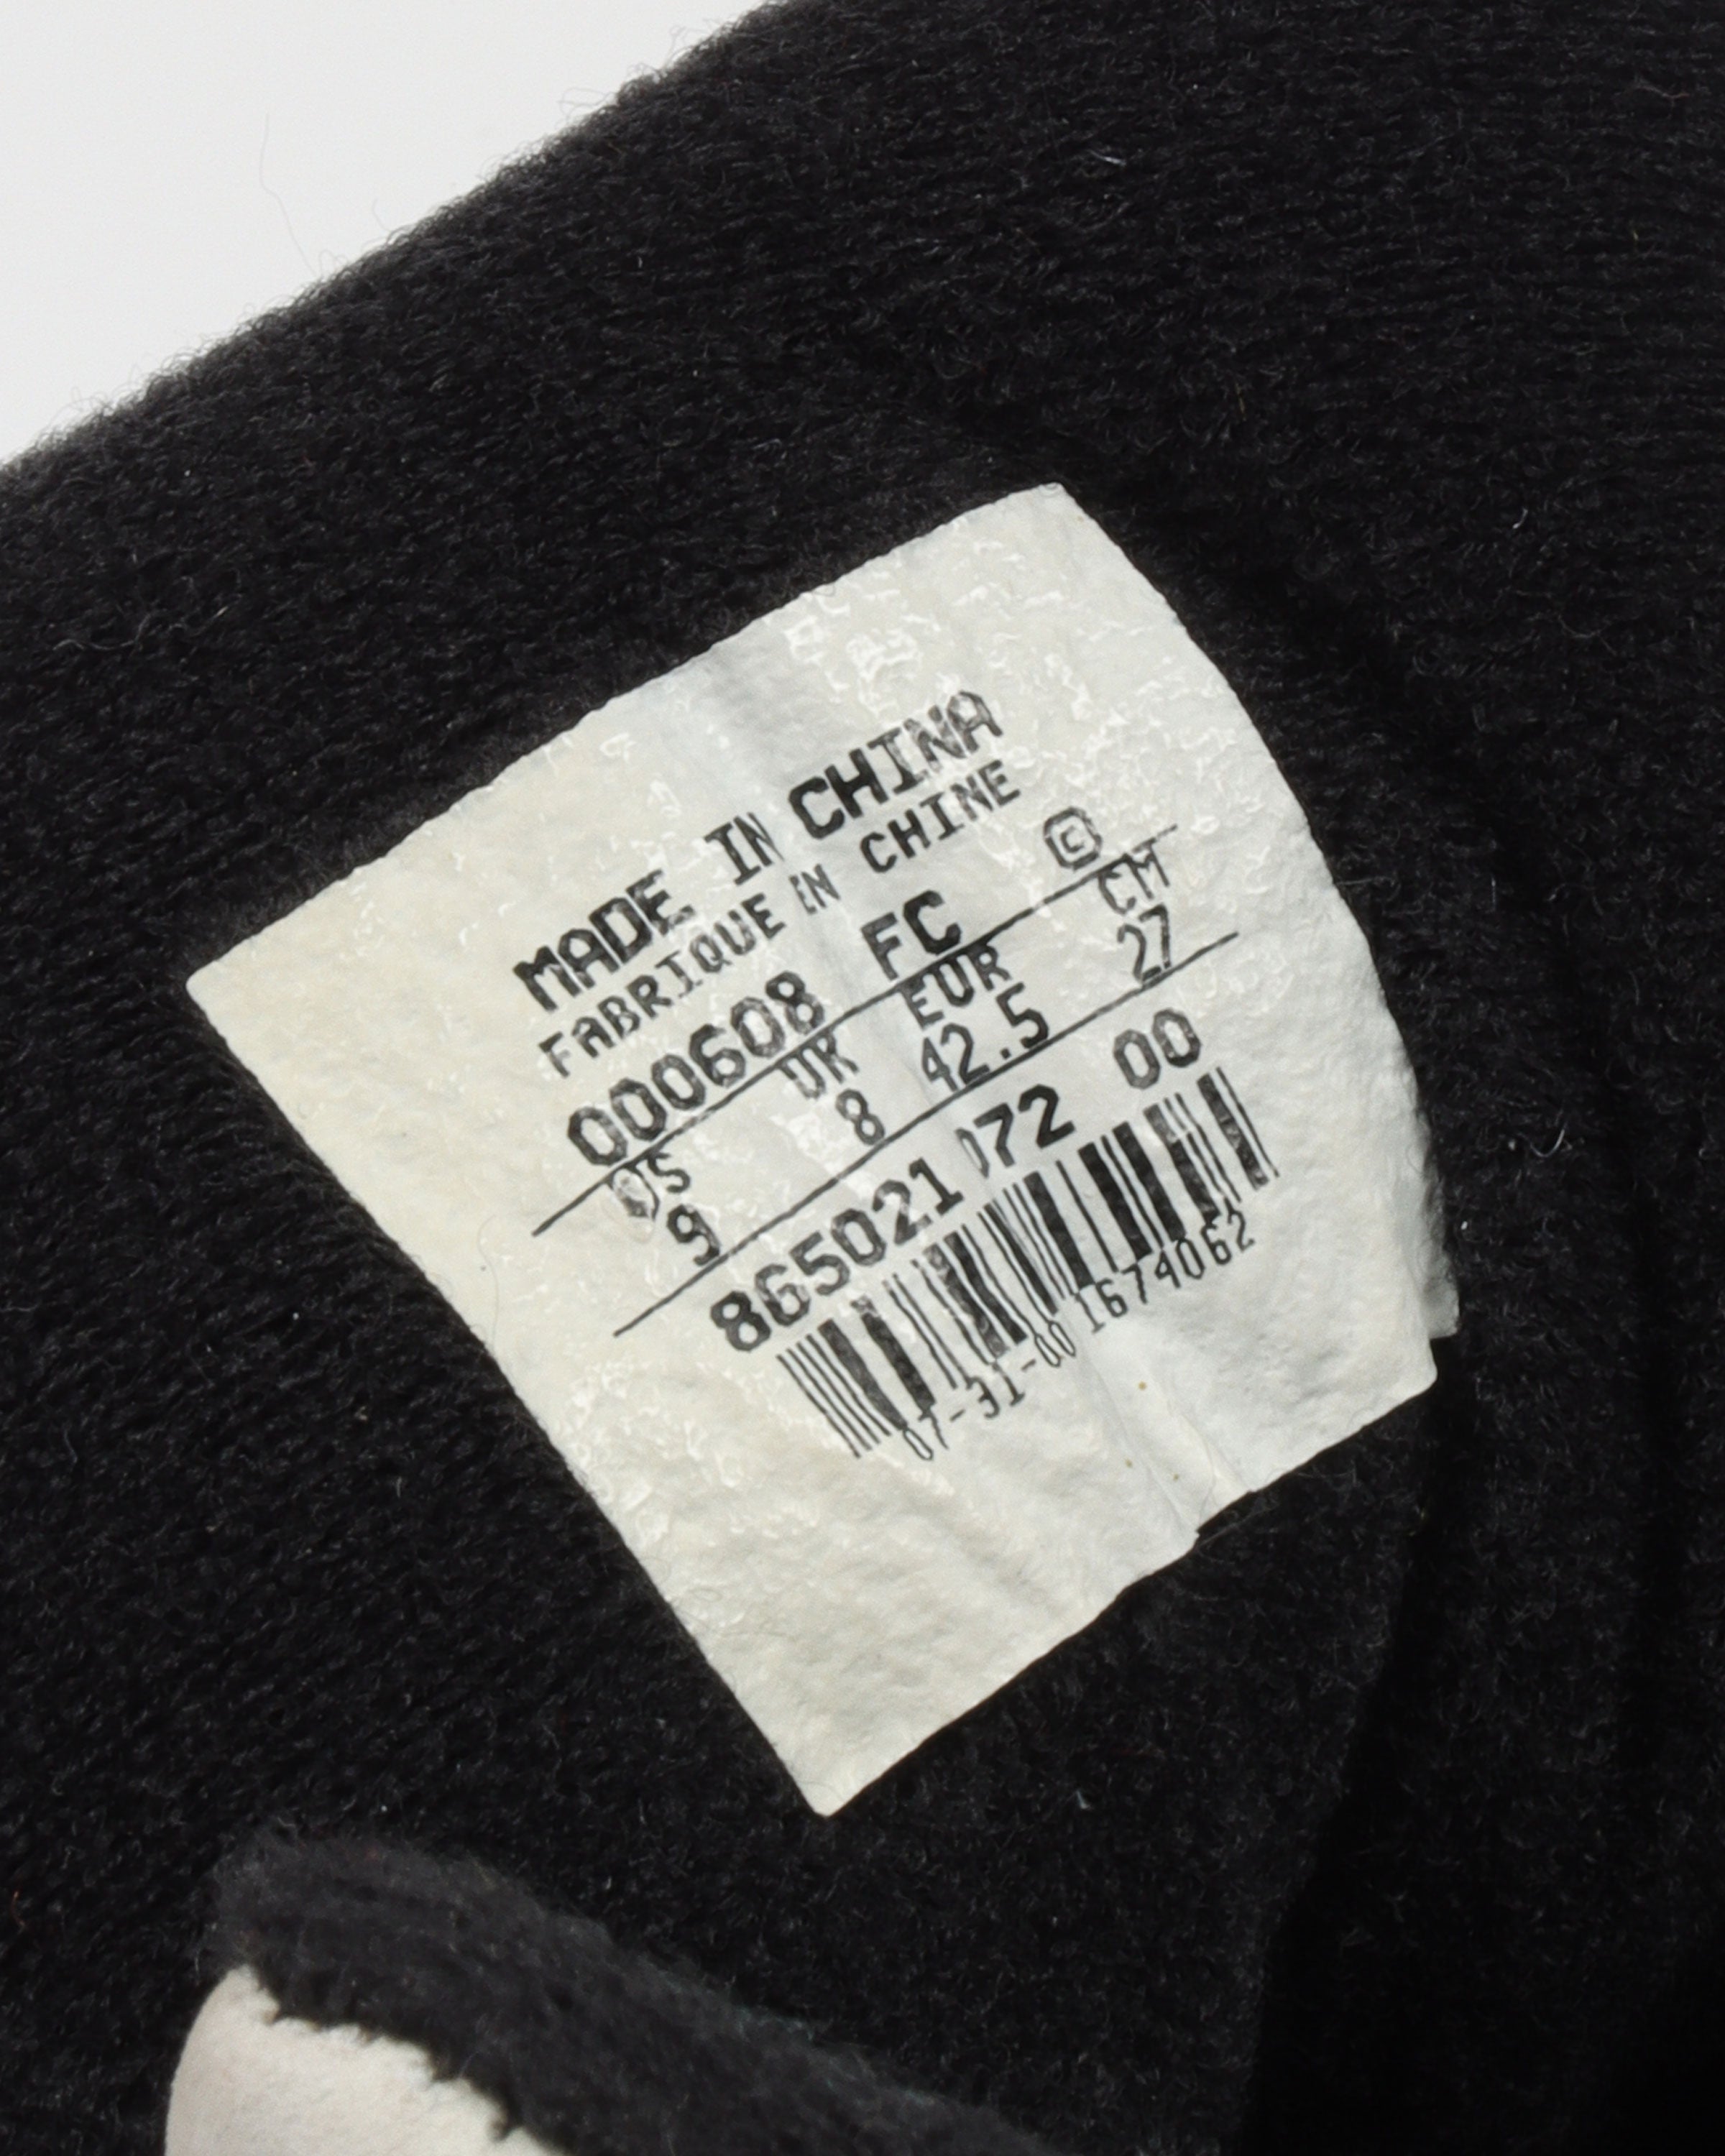 MADE IN CHINA
FABRIQUE IN CHINE
000608 FC ©
US UK EUR CM
9 8 42.5 27
865021 072 00
07-31-00 1674062